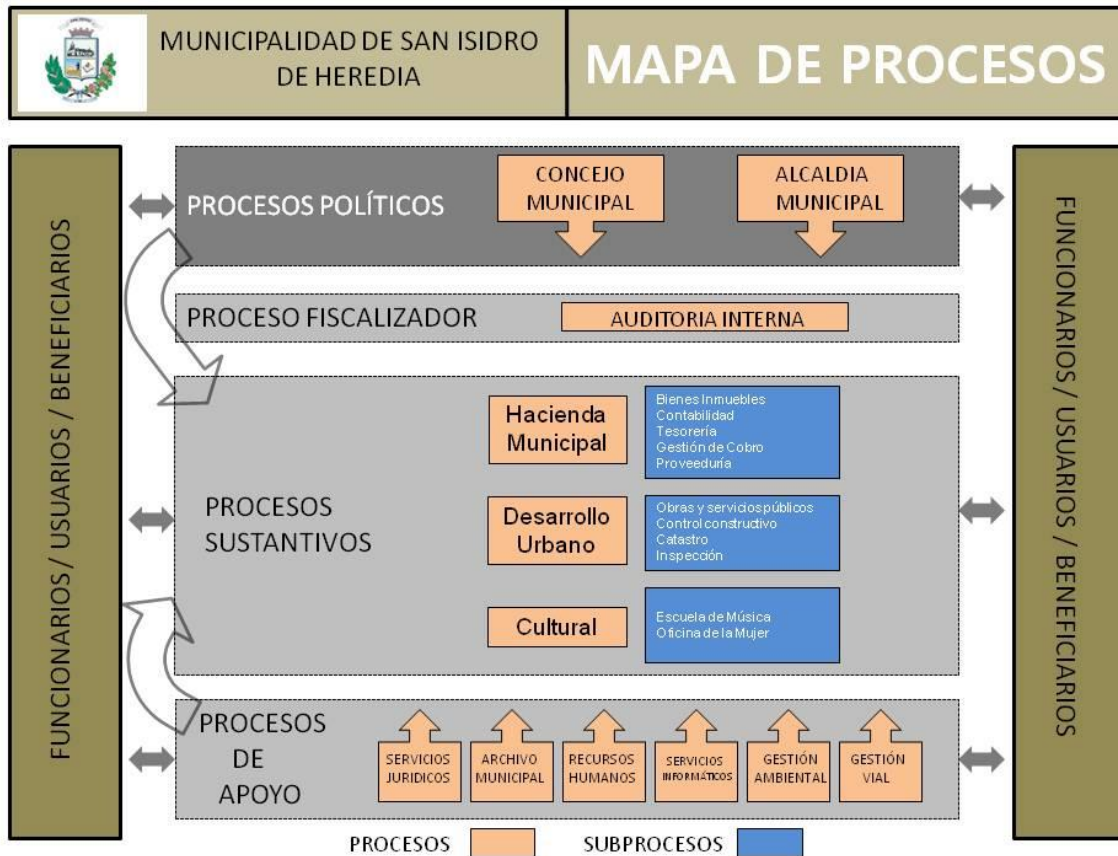 MUNICIPALIDAD DE SAN ISIDRO
DE HEREDIA
MAPA DE PROCESOS
FUNCIONARIOS / USUARIOS / BENEFICIARIOS
PROCESOS POLÍTICOS
CONCEJO
MUNICIPAL
ALCALDIA
MUNICIPAL
PROCESO FISCALIZADOR
AUDITORIA INTERNA
PROCESOS
SUSTANTIVOS
Hacienda
Municipal
Bienes Inmuebles
Contabilidad
Tesorería
Gestión de Cobro
Proveeduría
Desarrollo
Urbano
Obras y servicios públicos
Control constructivo
Catastro
Inspección
Cultural
Escuela de Música
Oficina de la Mujer
PROCESOS
DE
APOYO
SERVICIOS
JURIDICOS
ARCHIVO
MUNICIPAL
RECURSOS
HUMANOS
SERVICIOS
INFORMÁTICOS
GESTIÓN
AMBIENTAL
GESTIÓN
VIAL
FUNCIONARIOS / USUARIOS / BENEFICIARIOS
PROCESOS
SUBPROCESOS